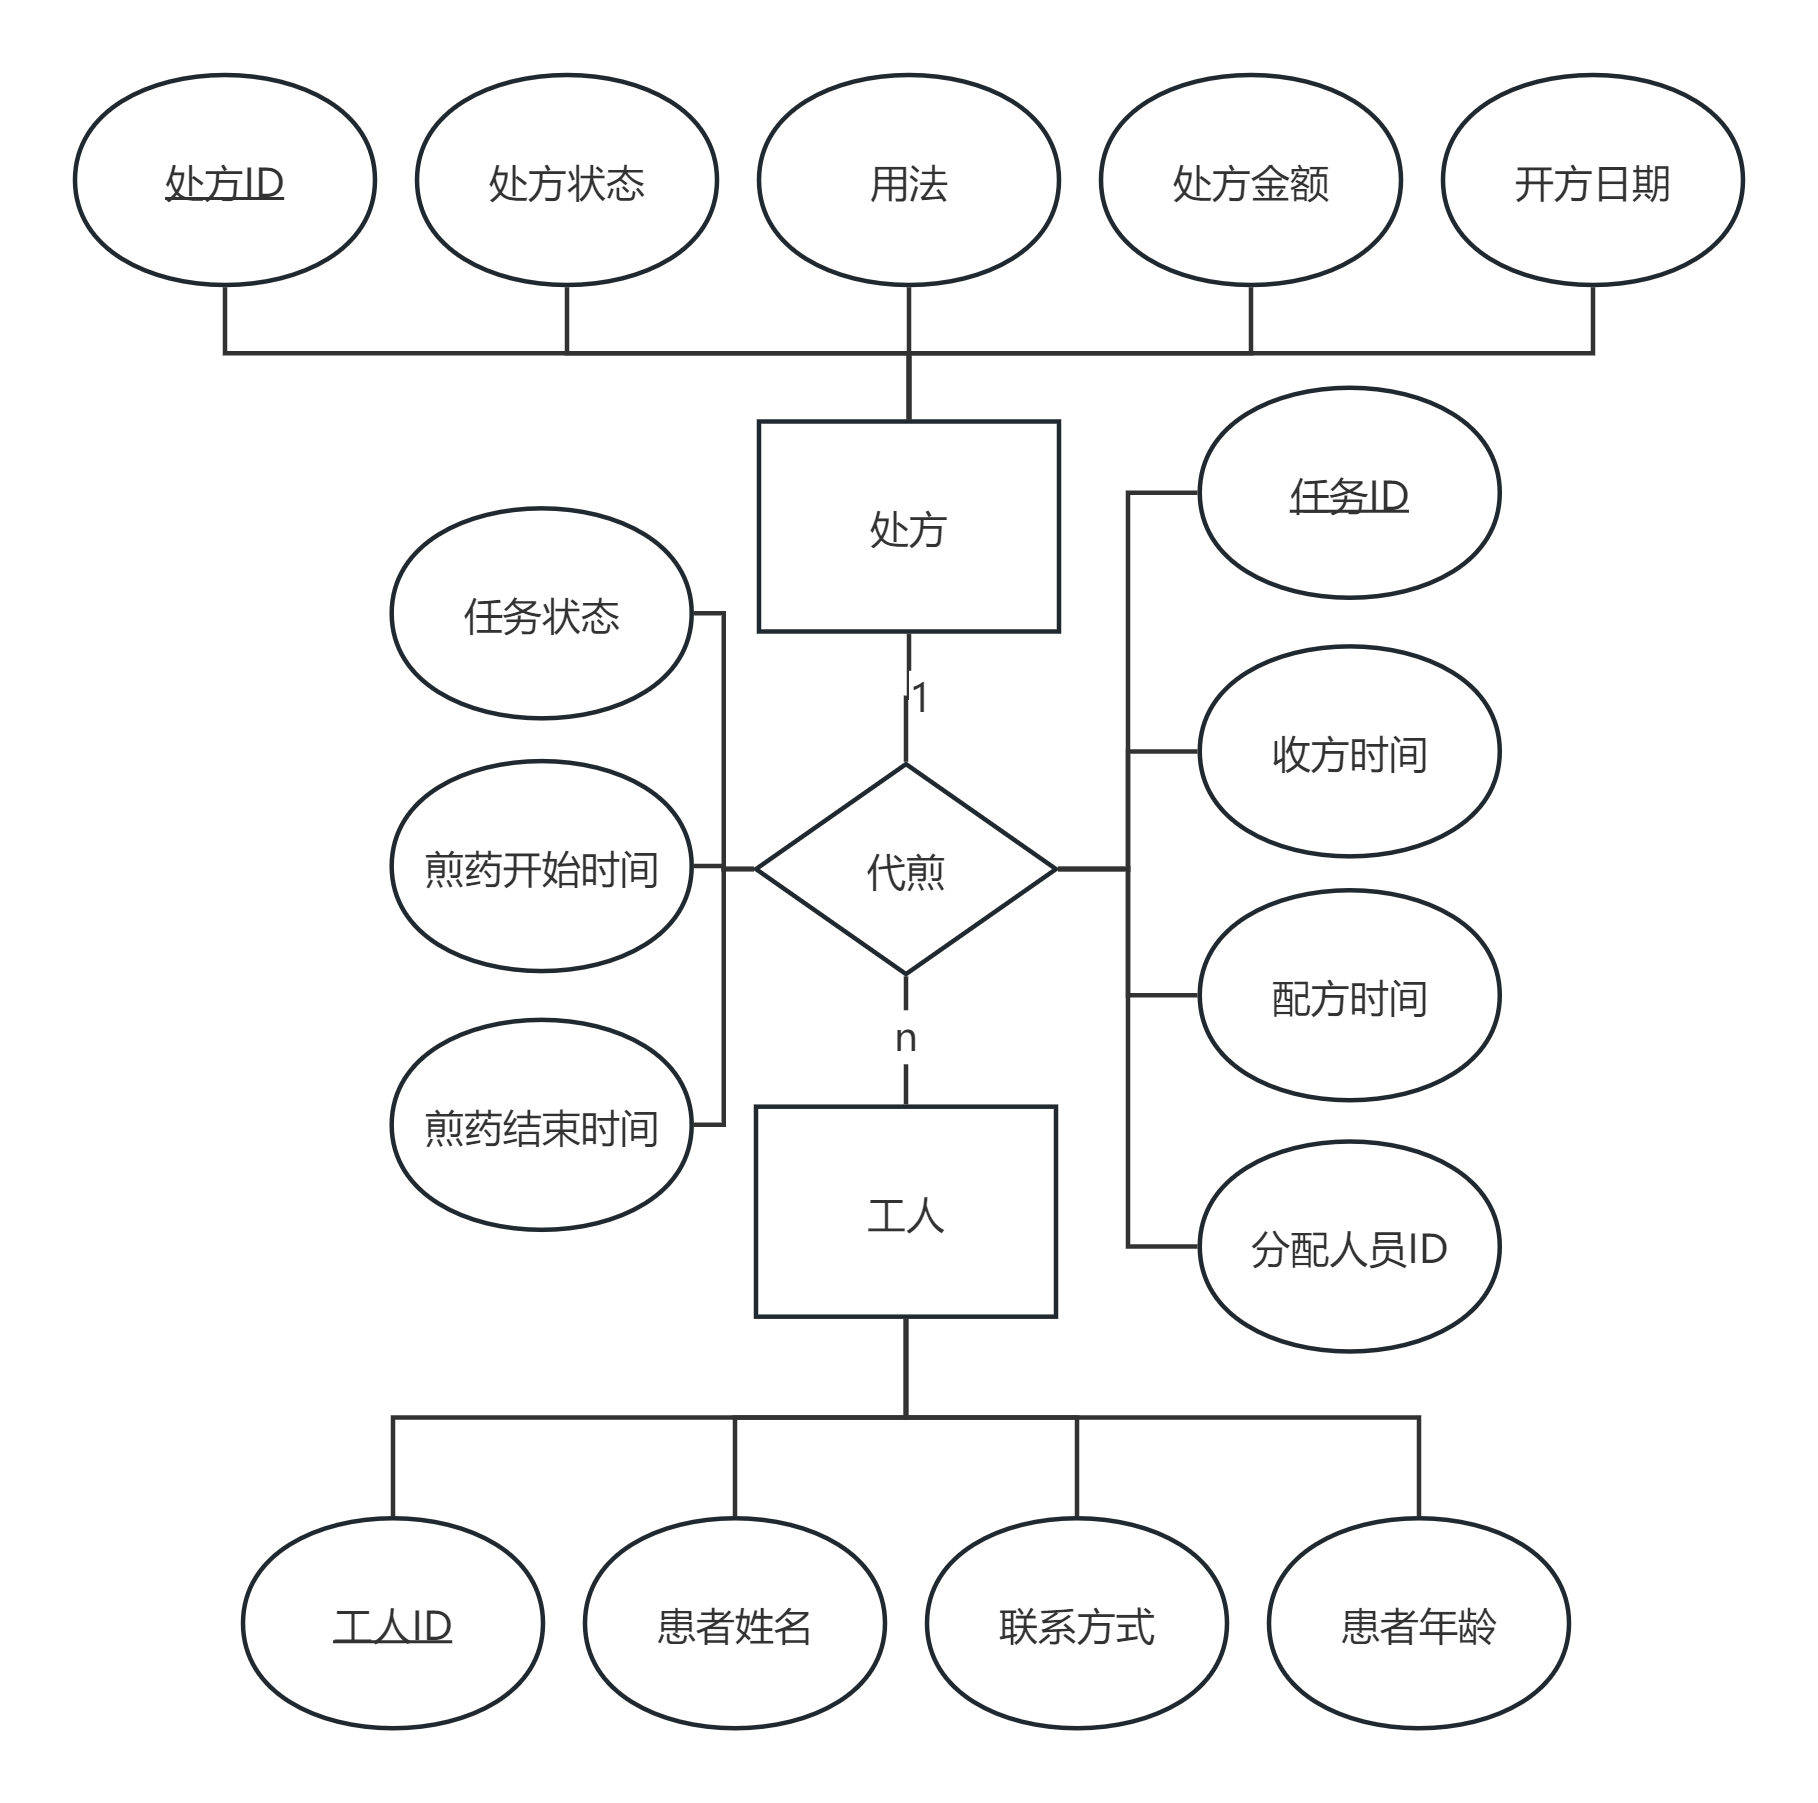 处方ID
处方状态
用法
处方金额
开方日期
处方
任务ID
任务状态
1
收方时间
煎药开始时间
代煎
配方时间
n
煎药结束时间
工人
分配人员ID
工人ID
患者姓名
联系方式
患者年龄